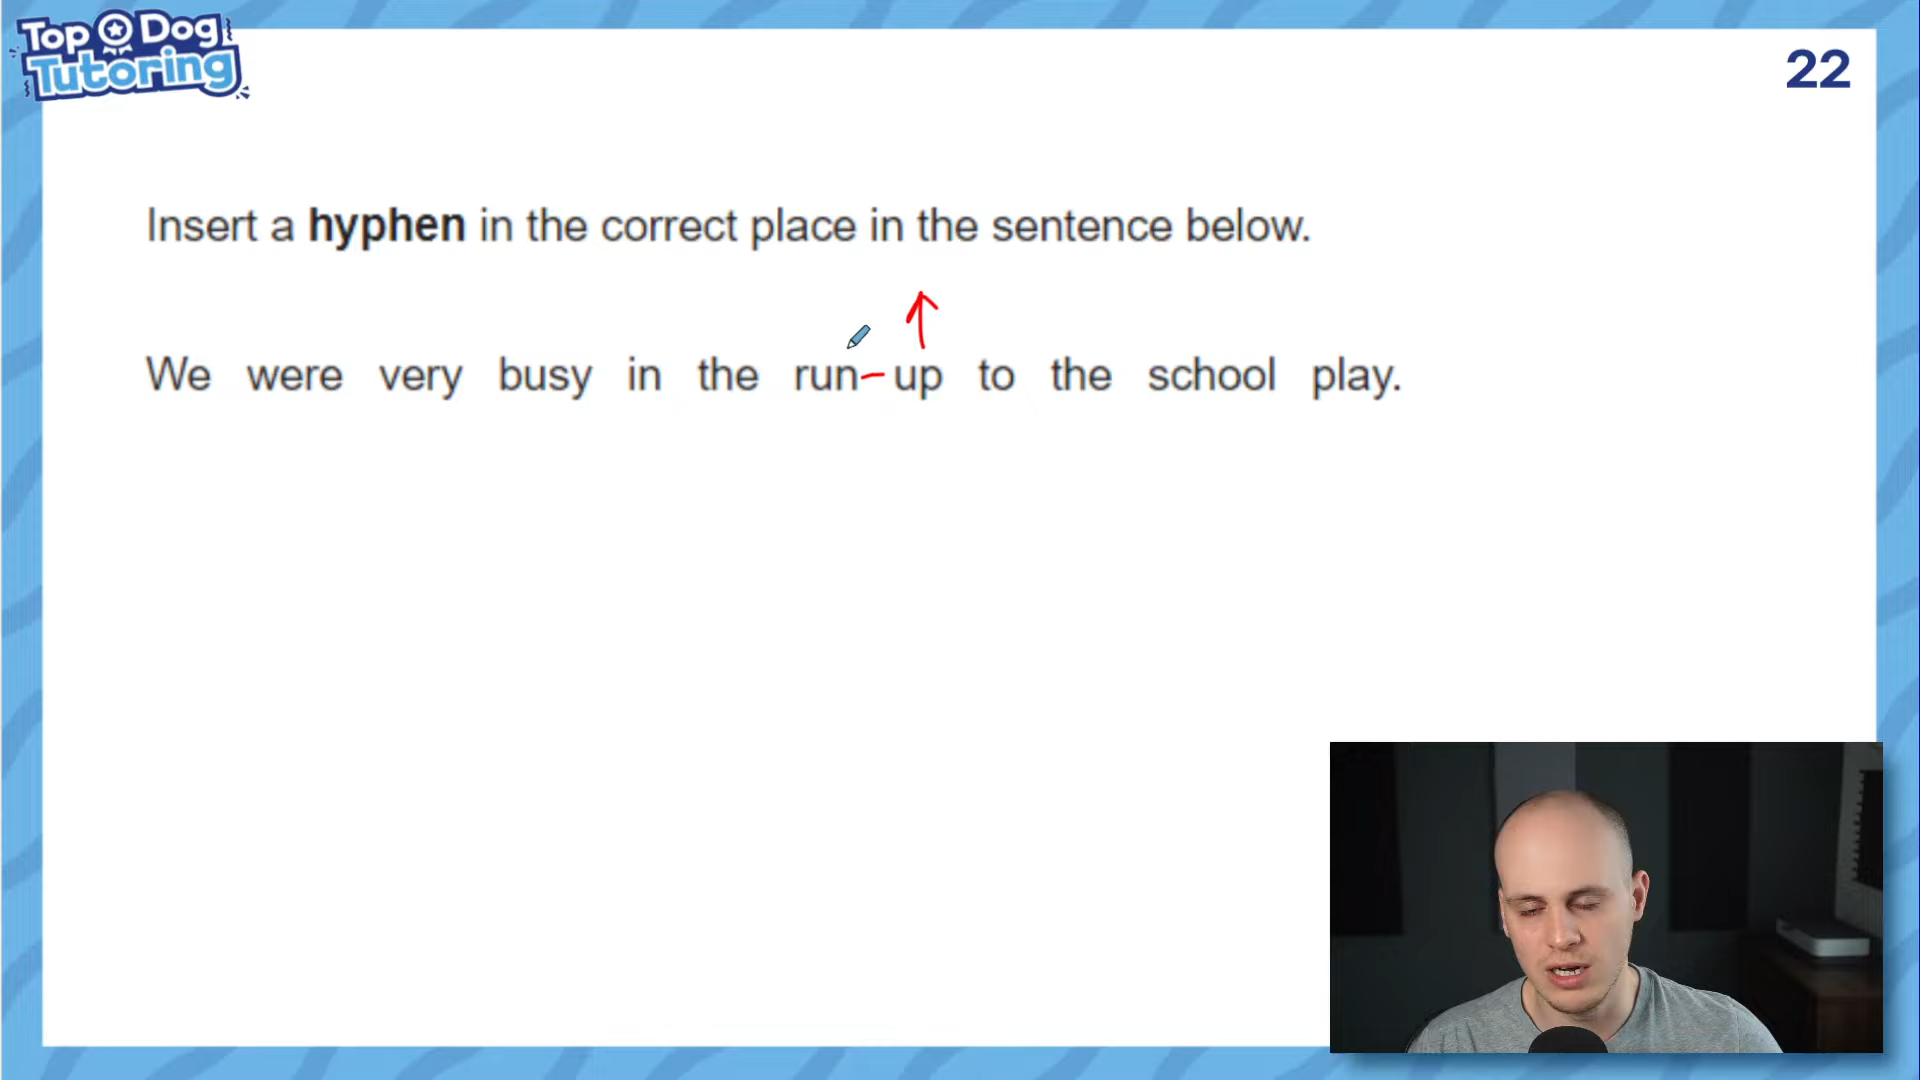 Top Dog
Tutoring
22
Insert a hyphen in the correct place in the sentence below.
We were very busy in the run-up to the school play.